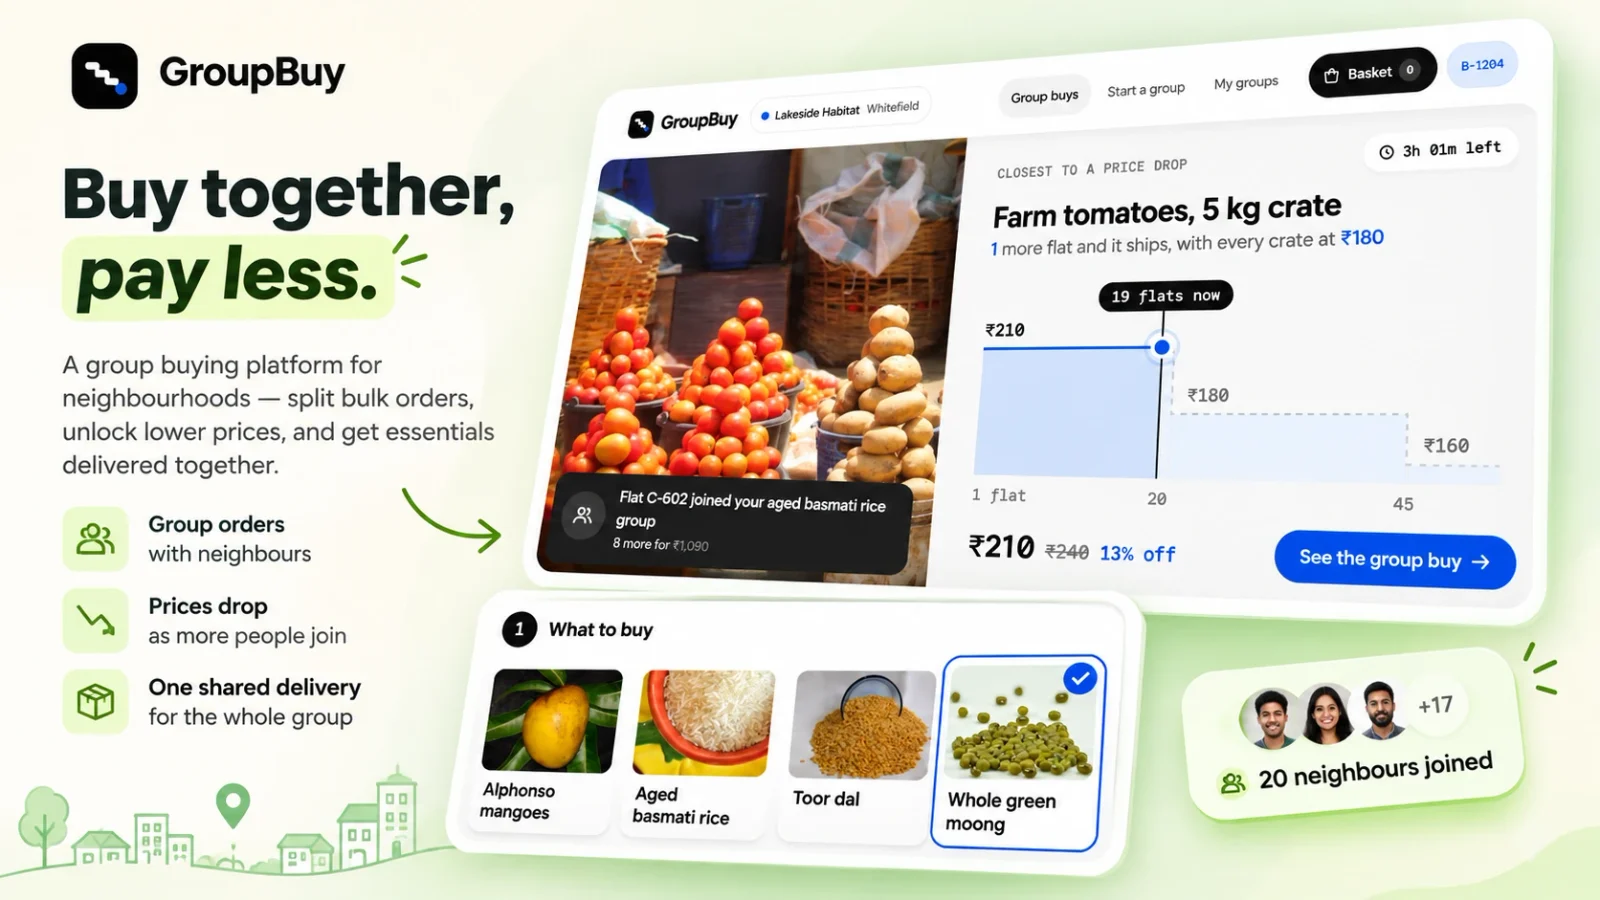 GroupBuy
Buy together,
pay less.
A group buying platform for
neighbourhoods — split bulk orders,
unlock lower prices, and get essentials
delivered together.
Group orders
with neighbours
Prices drop
as more people join
One shared delivery
for the whole group
GroupBuy
Lakeside Habitat Whitefield
Group buys
Start a group
My groups
Basket 0
B-1204
CLOSEST TO A PRICE DROP
3h 01m left
Farm tomatoes, 5 kg crate
1 more flat and it ships, with every crate at ₹180
19 flats now
₹210
₹180
₹160
1 flat
20
45
₹210 ₹240 13% off
See the group buy →
Flat C-602 joined your aged basmati rice
group
8 more for ₹1,090
1 What to buy
Alphonso
mangoes
Aged
basmati rice
Toor dal
Whole green
moong
+17
20 neighbours joined